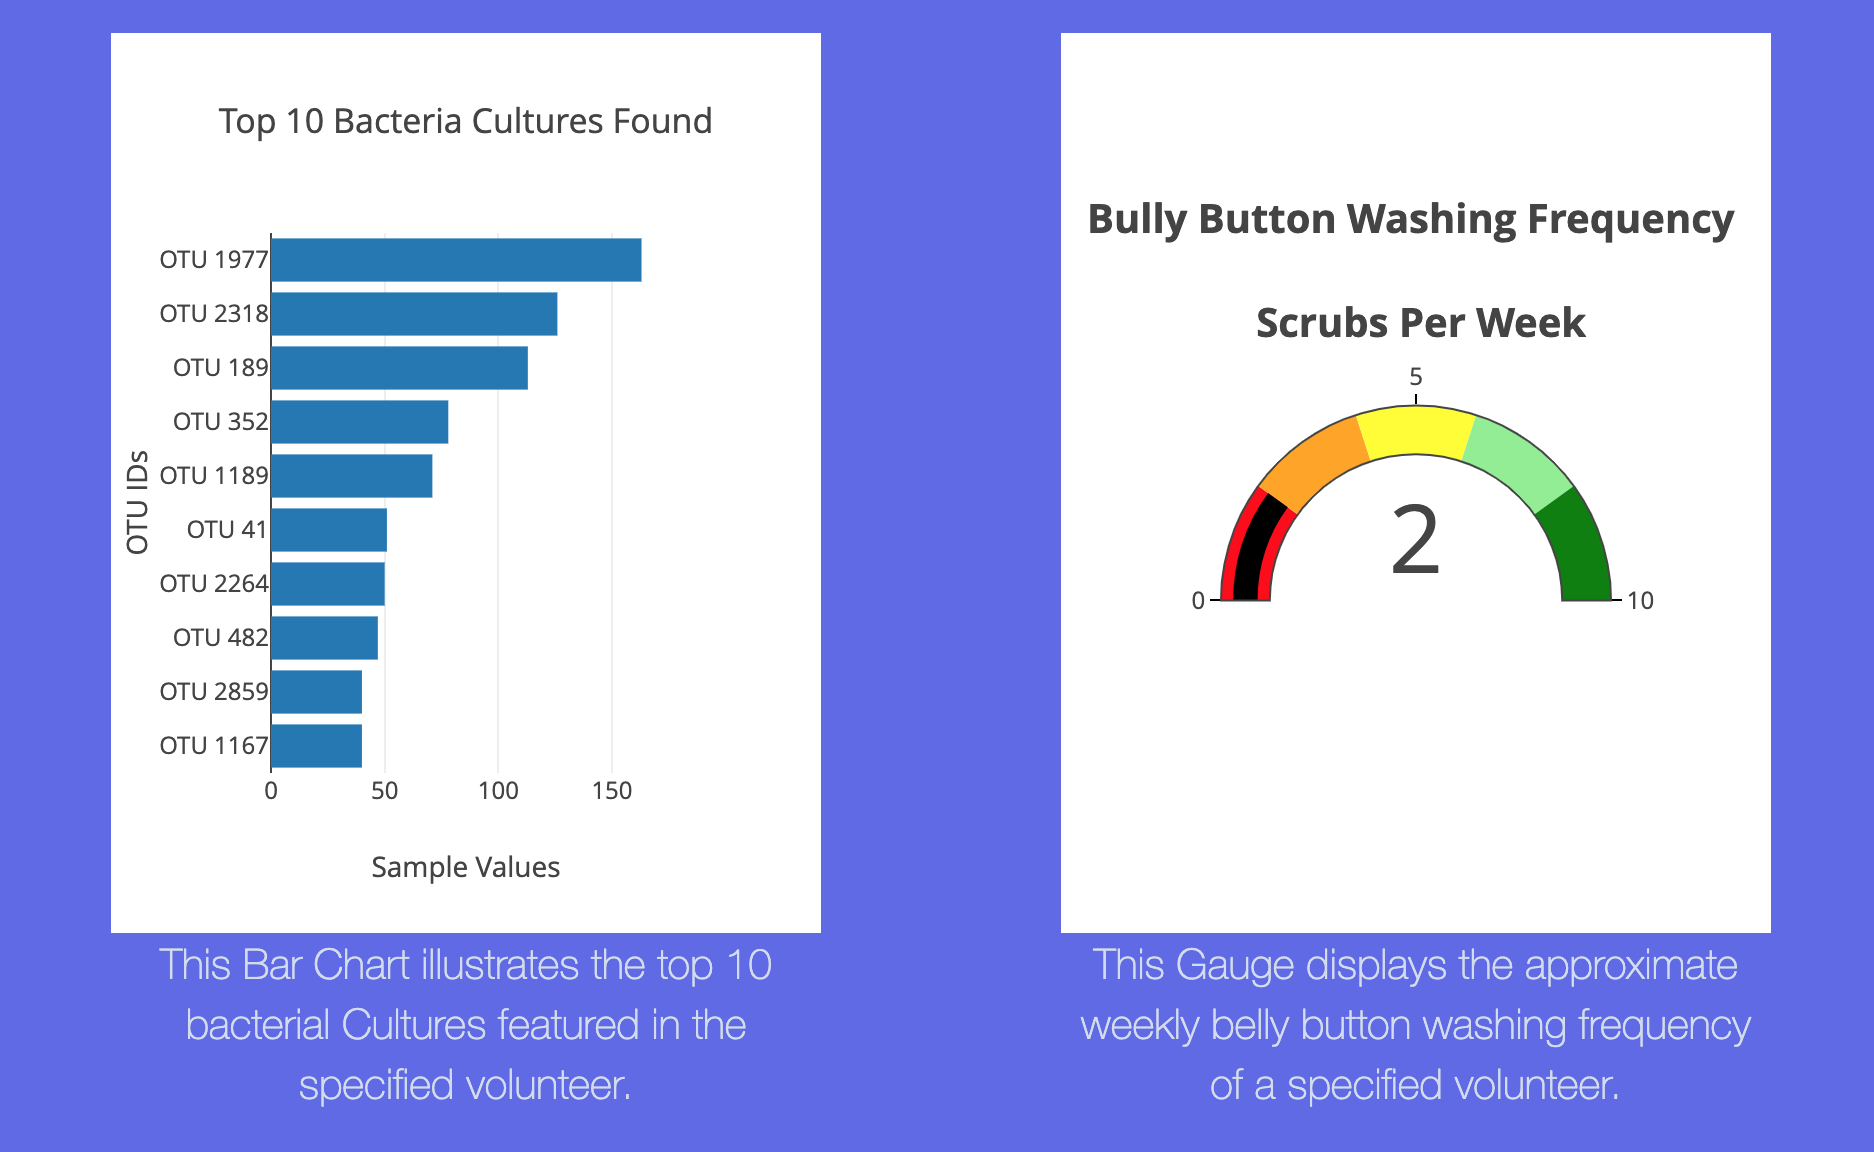 Top 10 Bacteria Cultures Found
OTU IDs
OTU 1977
OTU 2318
OTU 189
OTU 352
OTU 1189
OTU 41
OTU 2264
OTU 482
OTU 2859
OTU 1167
0 50 100 150
Sample Values
This Bar Chart illustrates the top 10
bacterial Cultures featured in the
specified volunteer.
Bully Button Washing Frequency
Scrubs Per Week
5
2
0 10
This Gauge displays the approximate
weekly belly button washing frequency
of a specified volunteer.